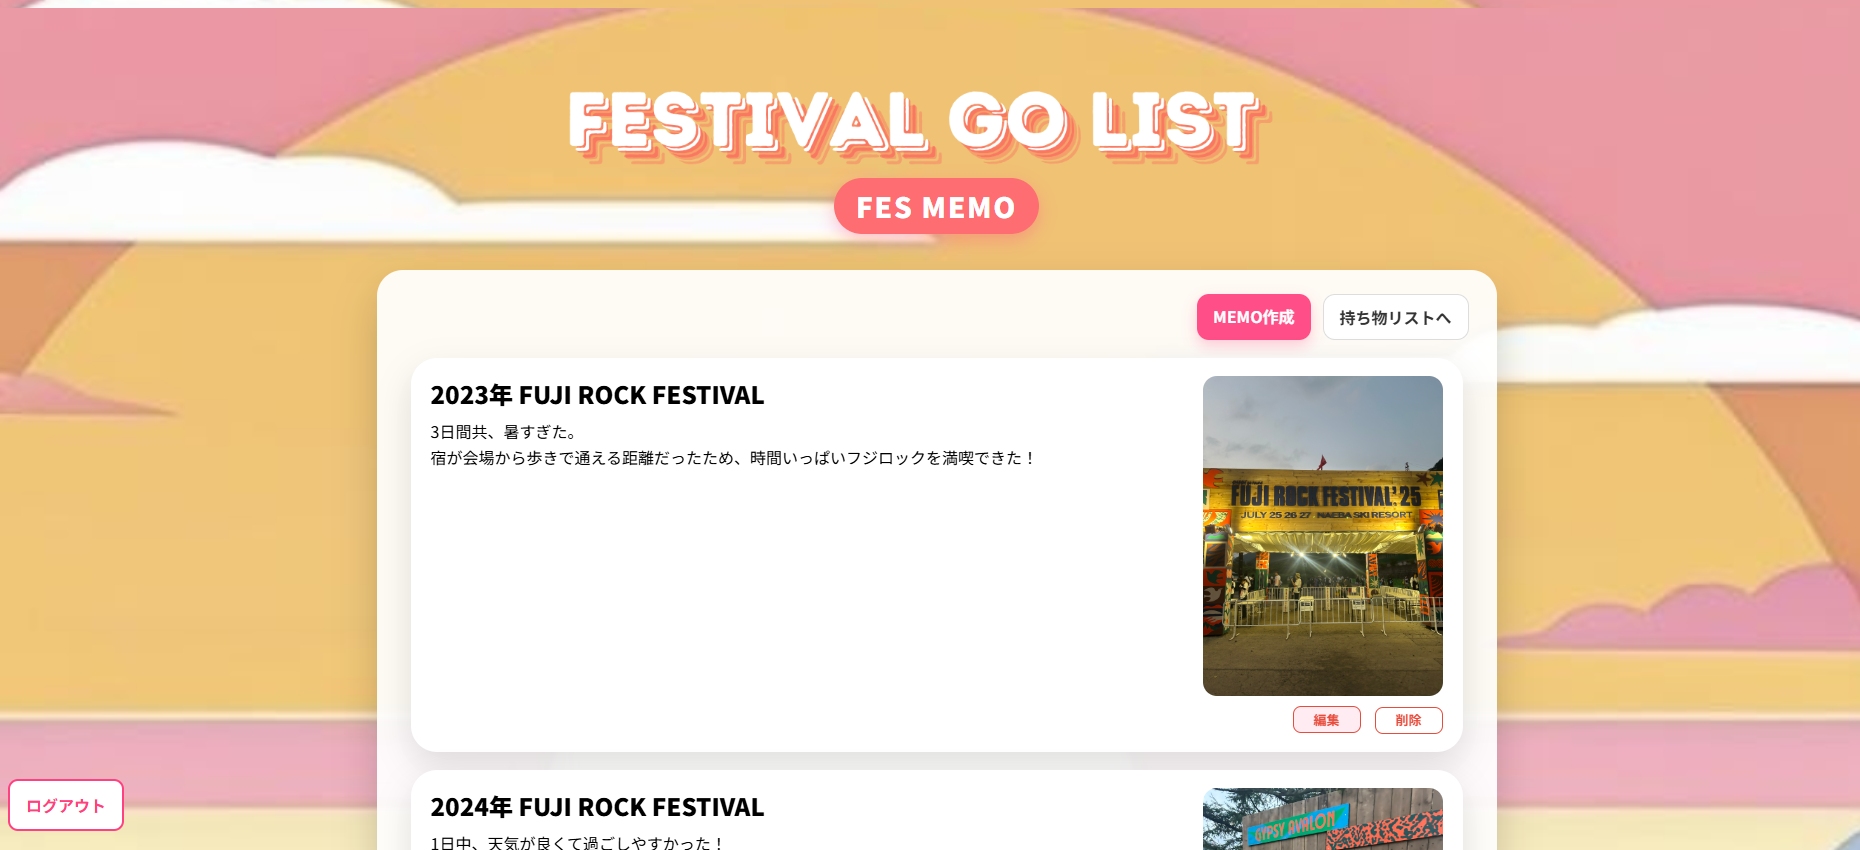 FESTIVAL GO LIST
FES MEMO
MEMO作成
持ち物リストへ
2023年 FUJI ROCK FESTIVAL
3日間共、暑すぎた。
宿が会場から歩きで通える距離だったため、時間いっぱいフジロックを満喫できた！
FUJI ROCK FESTIVAL'25
JULY 25 26 27 NAEBA SKI RESORT
編集
削除
2024年 FUJI ROCK FESTIVAL
1日中、天気が良くて過ごしやすかった！
GYPSY AVALON
ログアウト